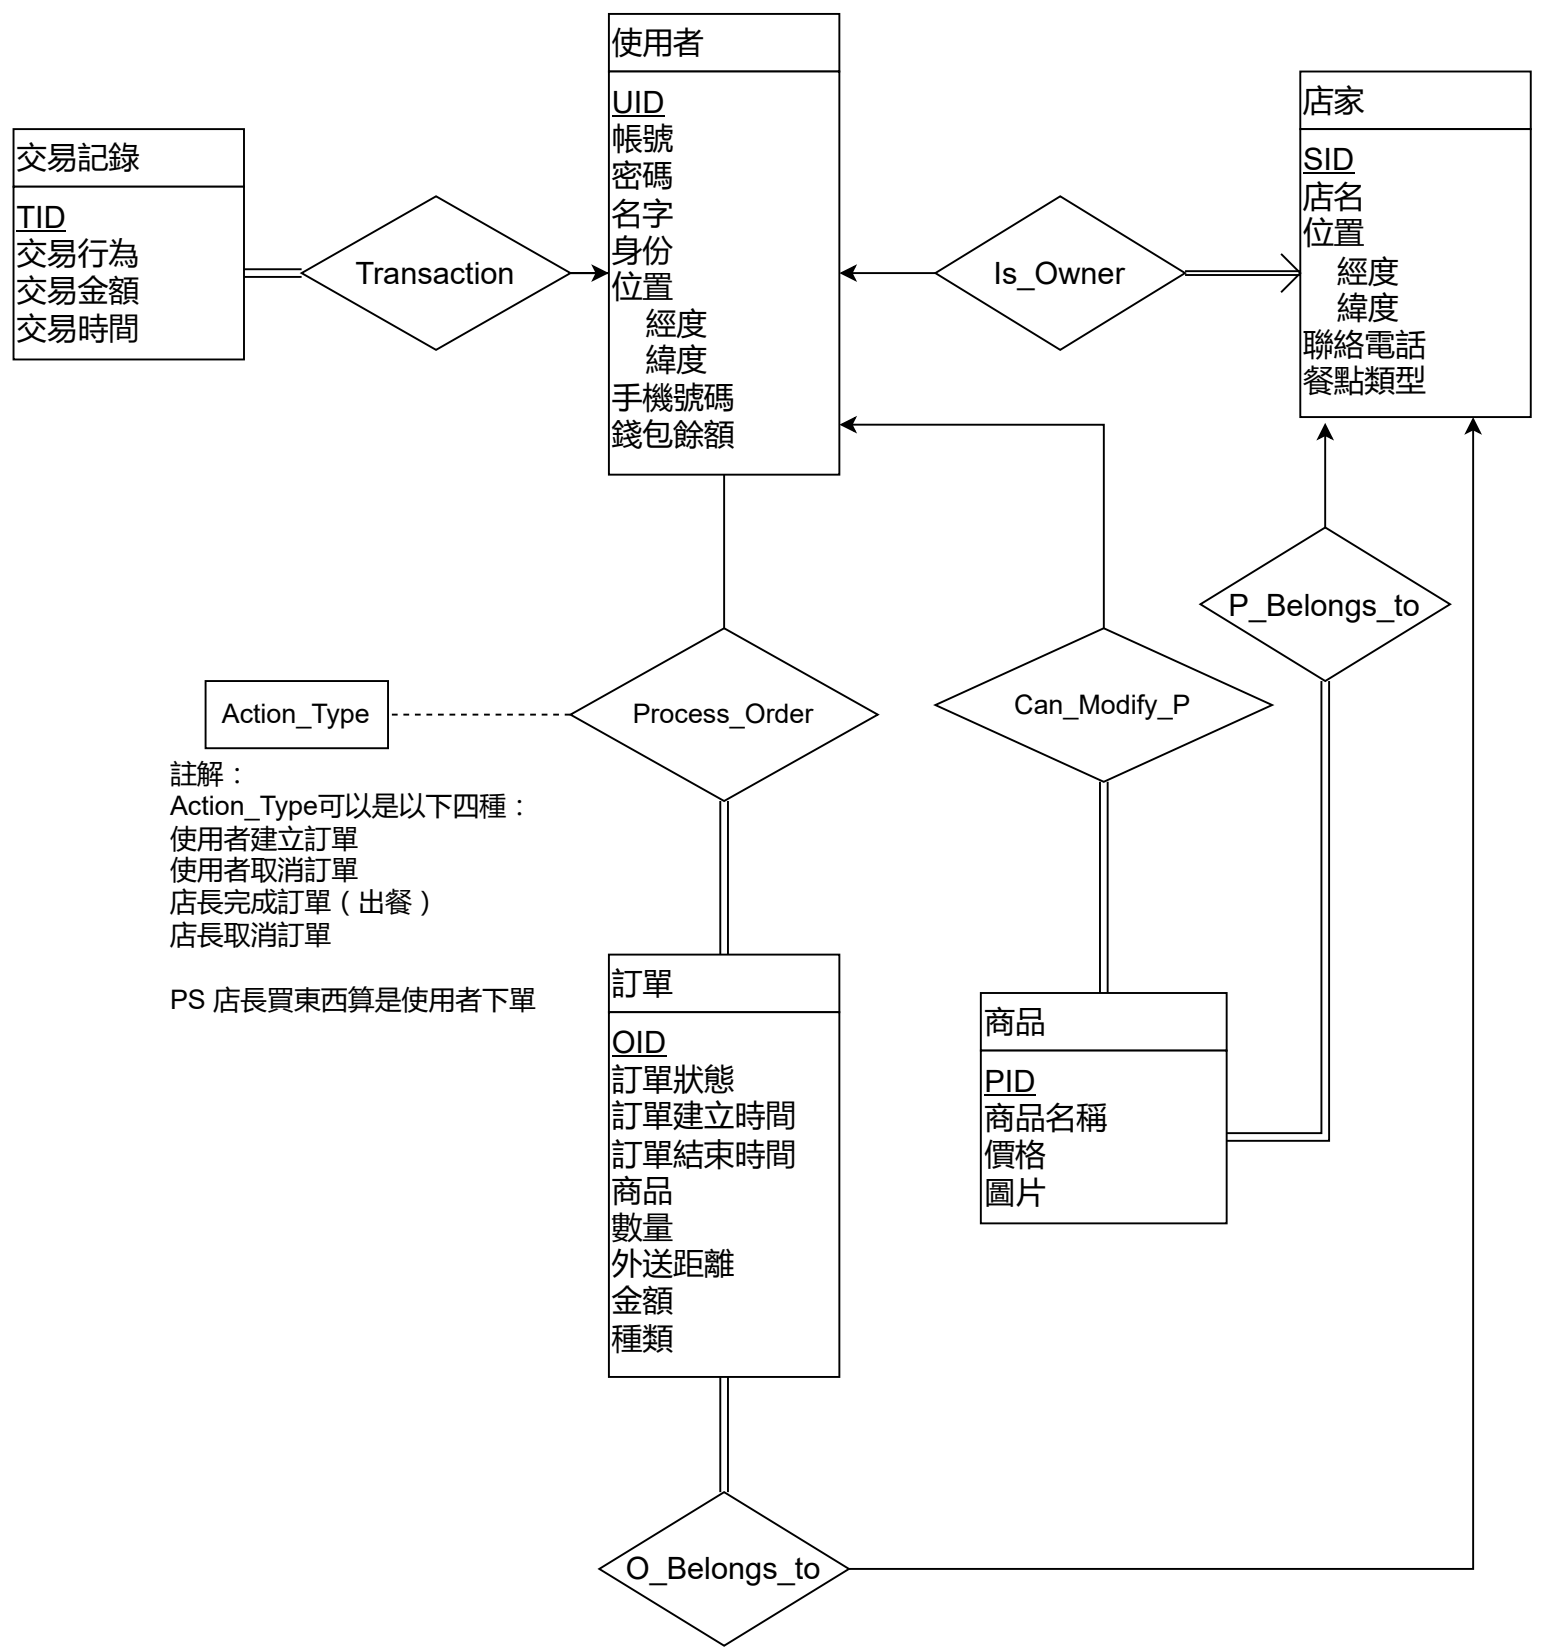 使用者
UID
帳號
密碼
名字
身份
位置
經度
緯度
手機號碼
錢包餘額
交易記錄
TID
交易行為
交易金額
交易時間
Transaction
Is_Owner
店家
SID
店名
位置
經度
緯度
聯絡電話
餐點類型
P_Belongs_to
Can_Modify_P
Process_Order
Action_Type
註解：
Action_Type可以是以下四種：
使用者建立訂單
使用者取消訂單
店長完成訂單（出餐）
店長取消訂單
PS 店長買東西算是使用者下單
訂單
OID
訂單狀態
訂單建立時間
訂單結束時間
商品
數量
外送距離
金額
種類
商品
PID
商品名稱
價格
圖片
O_Belongs_to